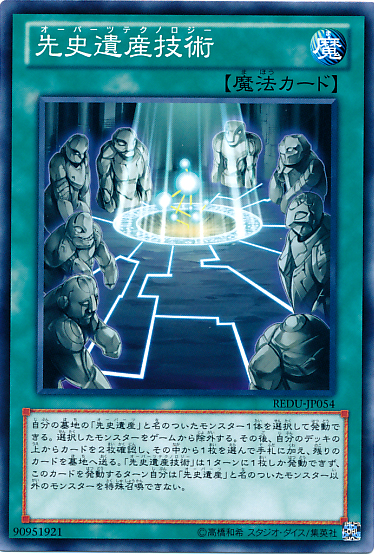 オーパーツテクノロジー
先史遺産技術
魔
まほう
【魔法カード】
REDU-JP054
自分の墓地の「先史遺産」と名のついたモンスター1体を選択して発動で
きる。選択したモンスターをゲームから除外する。その後、自分のデッキの
上からカードを2枚確認し、その中から1枚を選んで手札に加え、残りの
カードを墓地へ送る。「先史遺産技術」は1ターンに1枚しか発動できず、
このカードを発動するターン自分は「先史遺産」と名のついたモンスター以
外のモンスターを特殊召喚できない。
90951921
©高橋和希 スタジオ・ダイス/集英社